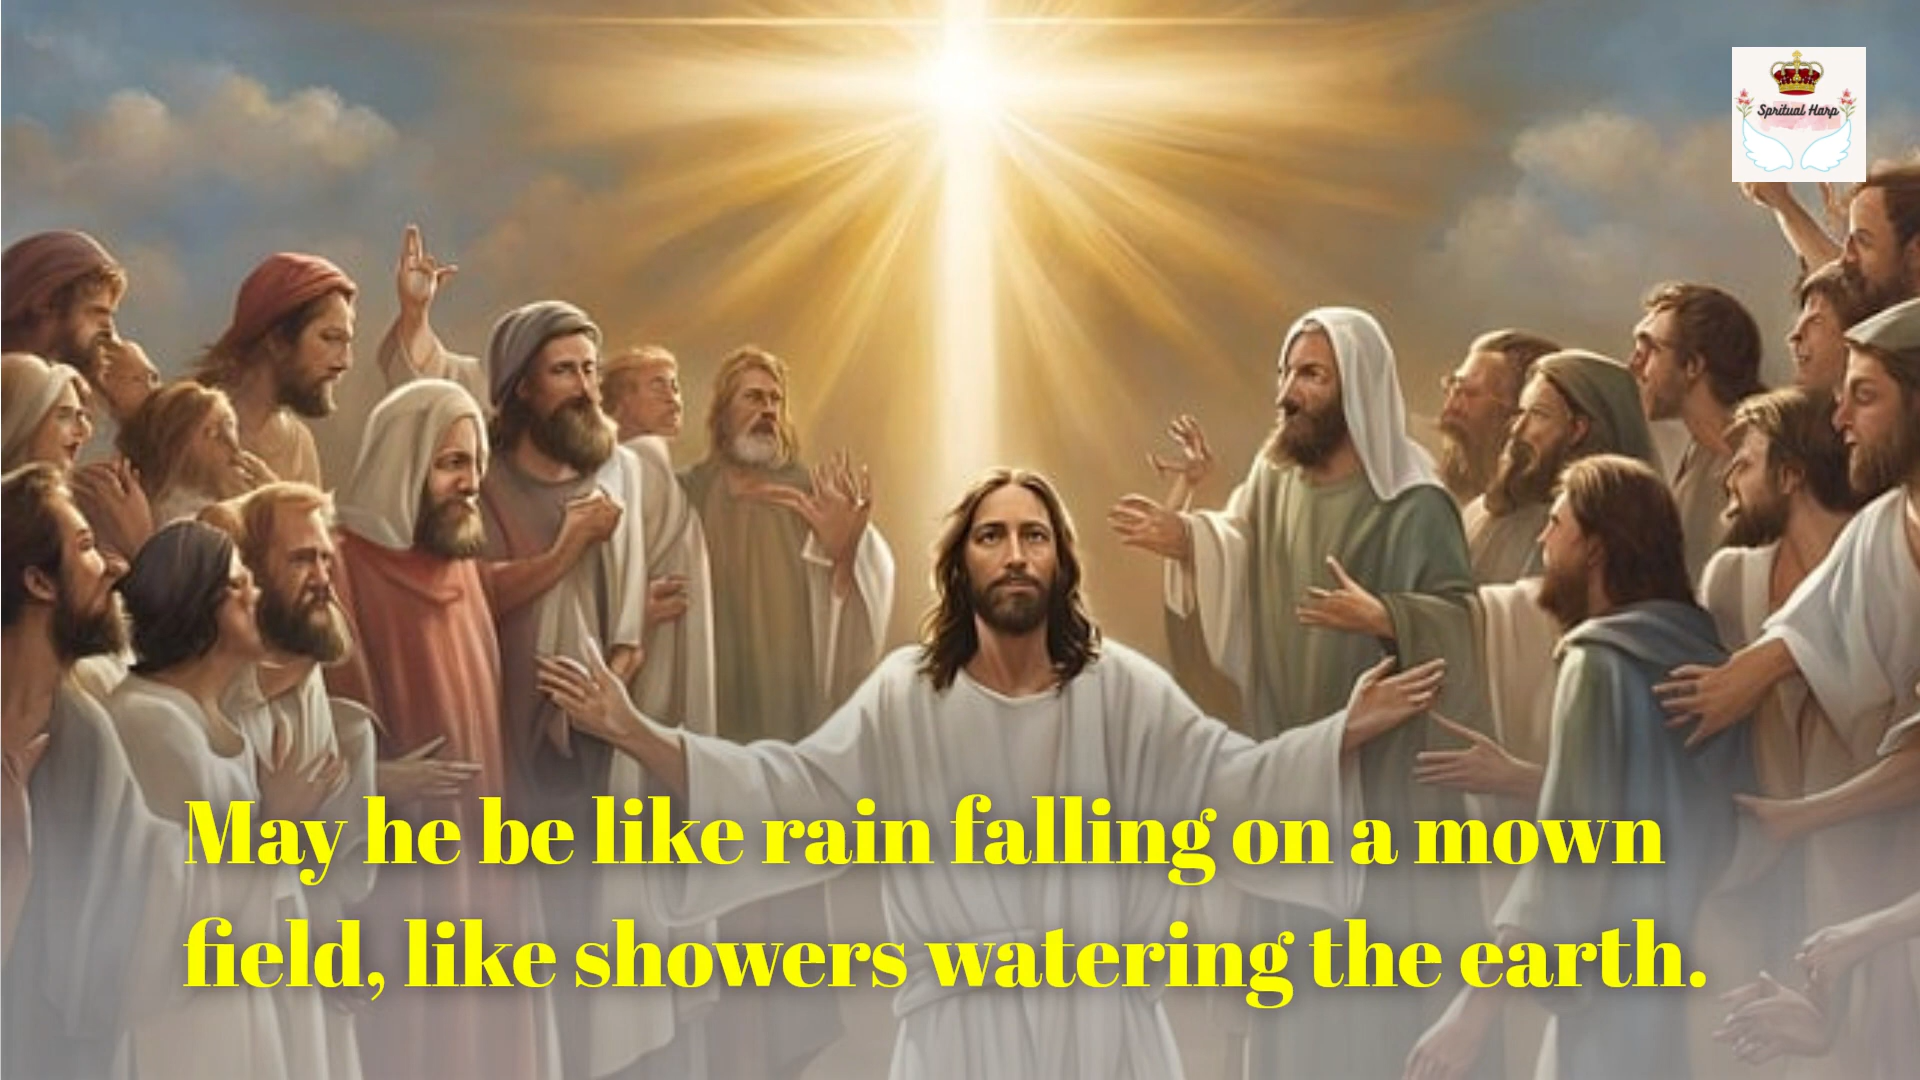 Spritual Harp
May he be like rain falling on a mown
field, like showers watering the earth.